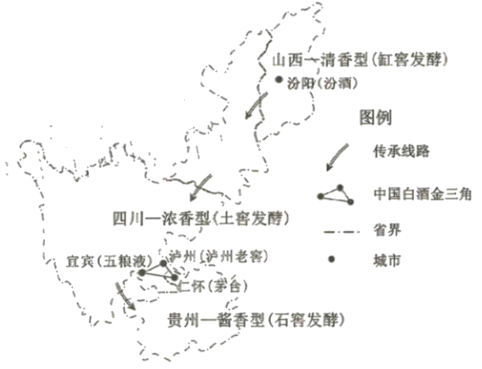 山西—清香型(缸窖发酵)
汾阳(汾酒)
图例
传承线路
中国白酒金三角
省界
城市
四川—浓香型(土窖发酵)
宜宾(五粮液)
泸州(泸州老窖)
仁怀(茅台)
贵州—酱香型(石窖发酵)